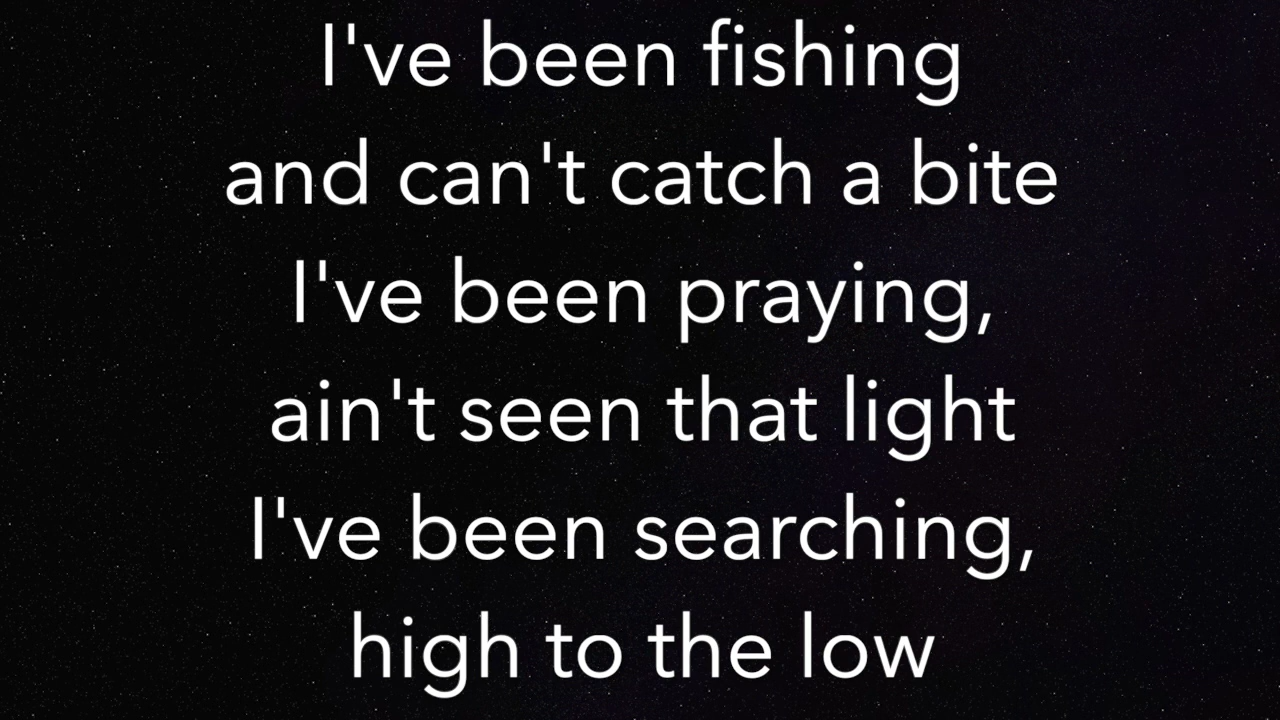 I've been fishing
and can't catch a bite
I've been praying,
ain't seen that light
I've been searching,
high to the low